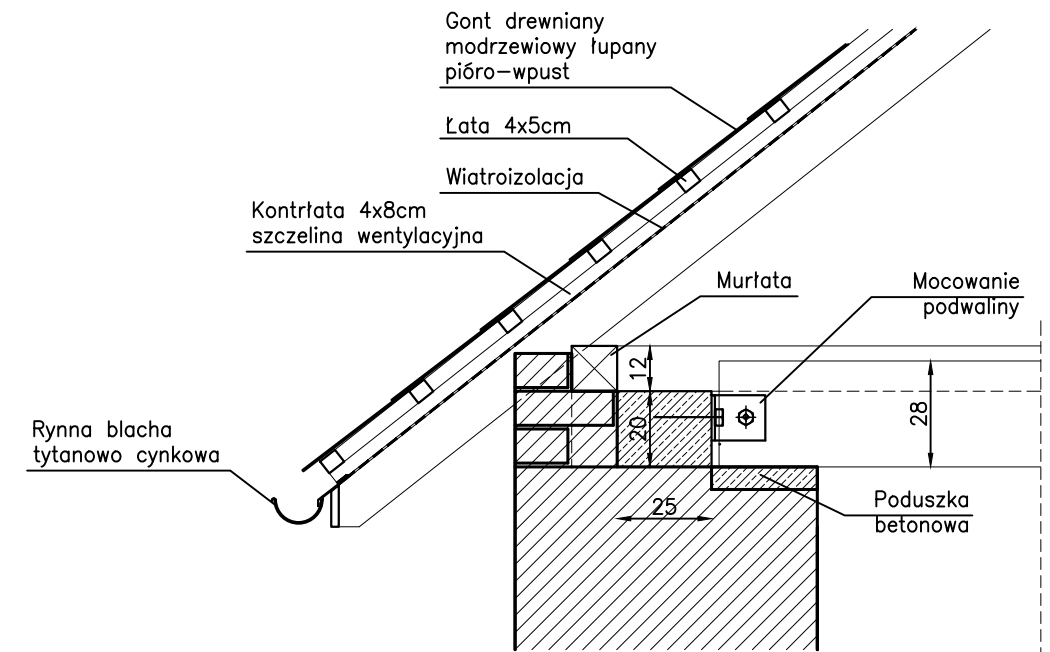 Gont drewniany
modrzewiowy łupany
pióro-wpust
Łata 4x5cm
Wiatroizolacja
Kontrłata 4x8cm
szczelina wentylacyjna
Murłata
Mocowanie
podwaliny
12
20
28
25
Rynna blacha
tytanowo cynkowa
Poduszka
betonowa